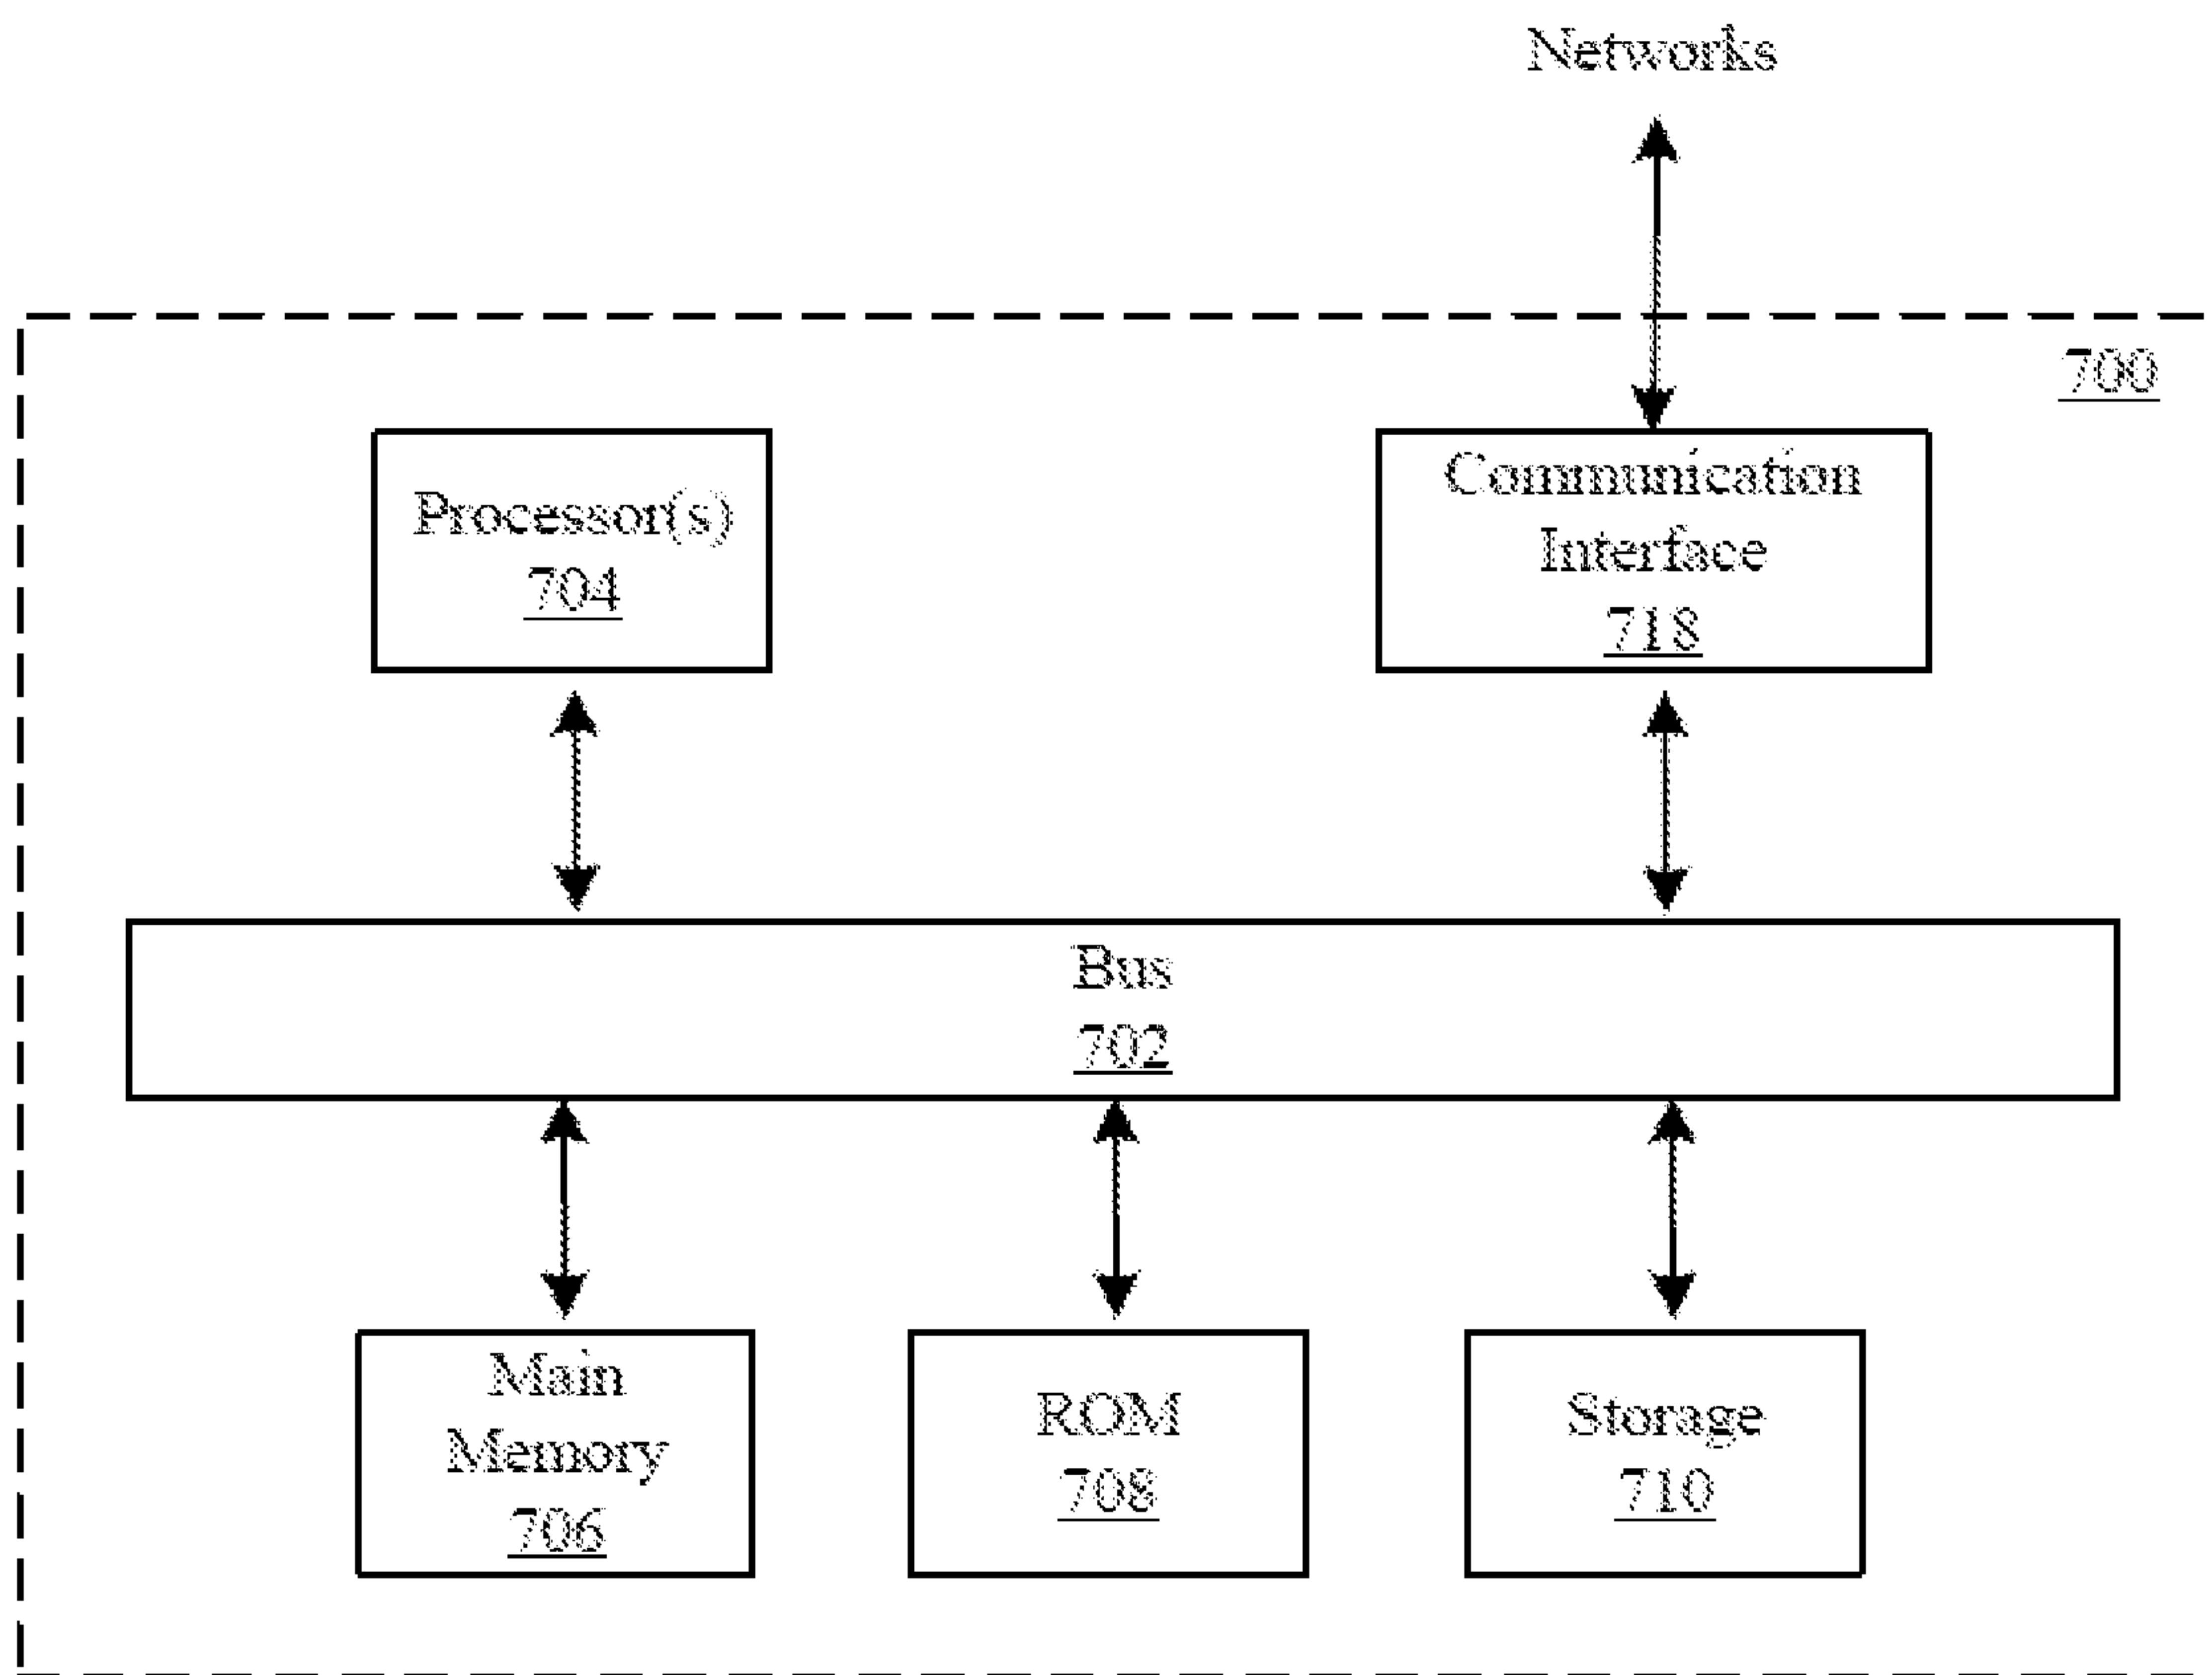 Networks
700
Processor(s)
704
Communication
Interface
718
Bus
702
Main
Memory
706
ROM
708
Storage
710